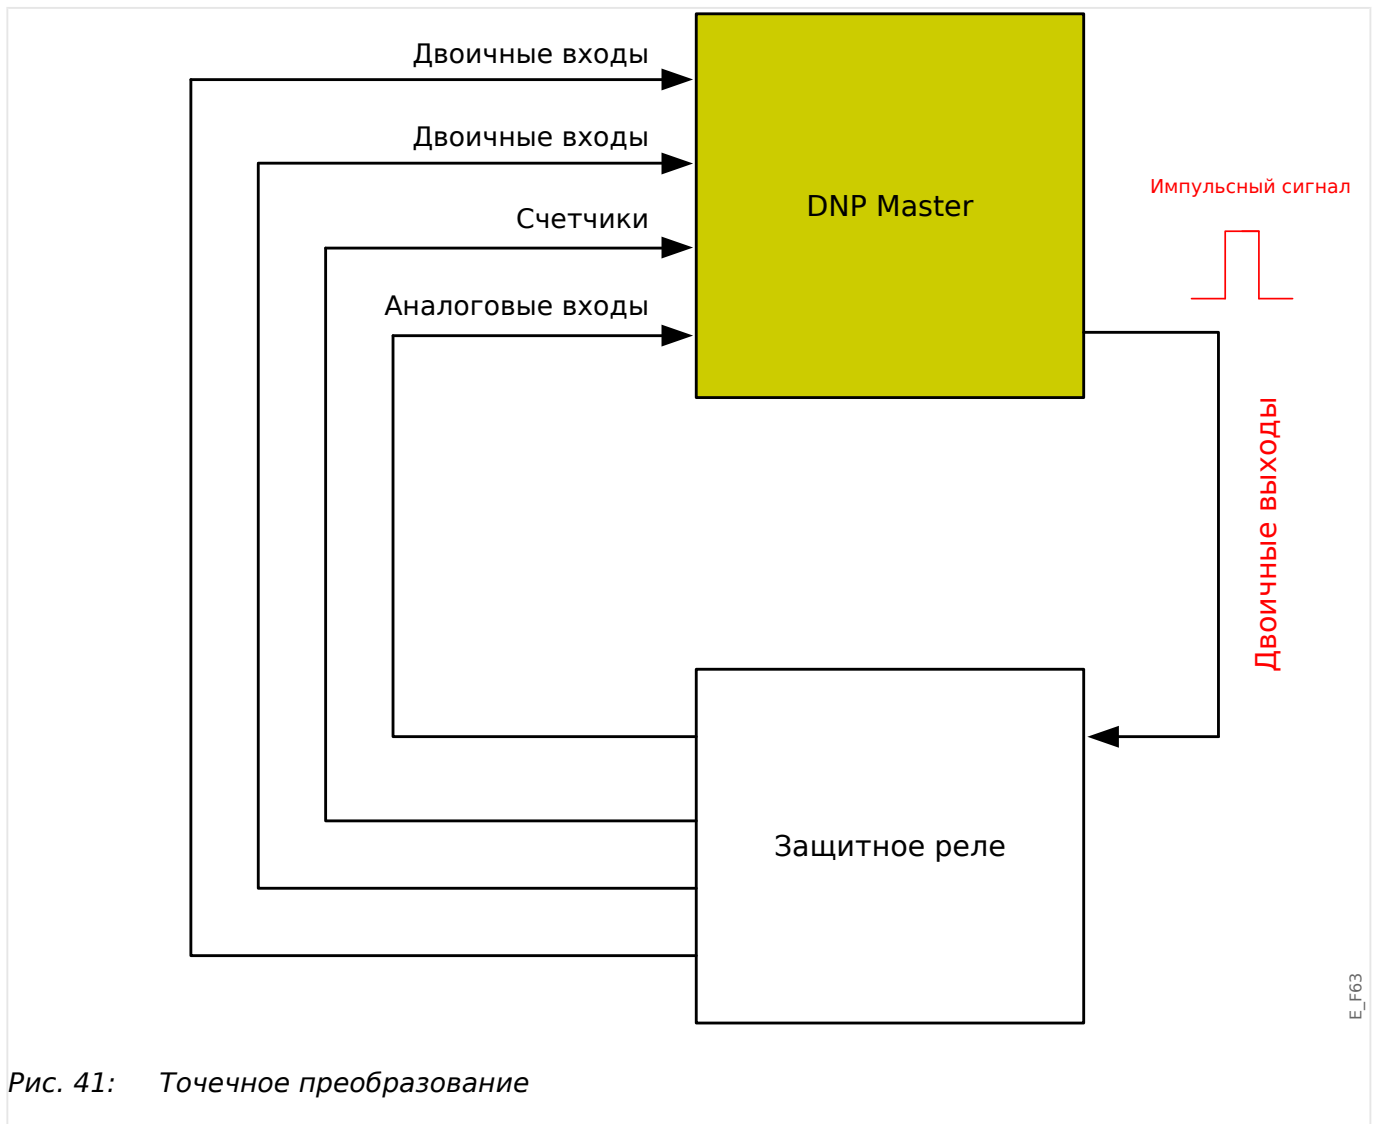 Двоичные входы
Двоичные входы
Счетчики
Аналоговые входы
DNP Master
Импульсный сигнал
Двоичные выходы
Защитное реле
E_F63
Рис. 41: Точечное преобразование